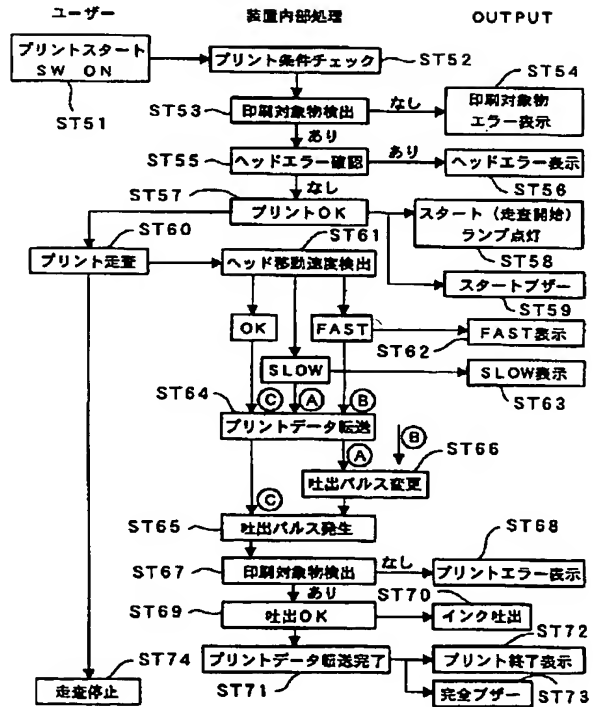 ユーザー 装置内部処理 OUTPUT
プリントスタート
SW ON
ST51
プリント条件チェック
ST52
ST53
印刷対象物検出
なし
ST54
印刷対象物
エラー表示
あり
ST55
ヘッドエラー確認
あり
ヘッドエラー表示
ST56
なし
ST57
プリントOK
スタート(走査開始)
ランプ点灯
ST58
ST60
プリント走査
ST61
ヘッド移動速度検出
スタートブザー
ST59
OK
FAST
FAST表示
ST62
SLOW
SLOW表示
ST63
ST64
C A B
プリントデータ転送
B
A
ST66
吐出パルス変更
C
ST65
吐出パルス発生
ST67
印刷対象物検出
なし
ST68
プリントエラー表示
あり
ST69
吐出OK
ST70
インク吐出
プリントデータ転送完了
ST71
ST72
プリント終了表示
完全ブザー
ST73
ST74
走査停止